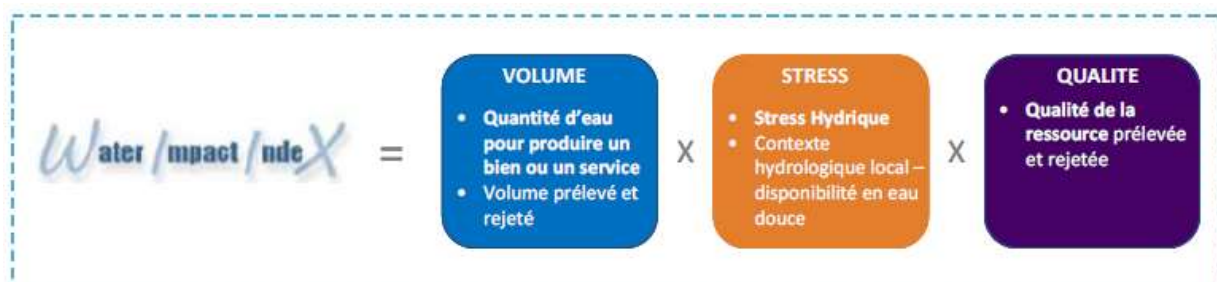 Water Impact IndeX
=
VOLUME
• Quantité d'eau
pour produire un
bien ou un service
• Volume prélevé et
rejeté
X
STRESS
• Stress Hydrique
• Contexte
hydrologique local –
disponibilité en eau
douce
X
QUALITE
• Qualité de la
ressource prélevée
et rejetée